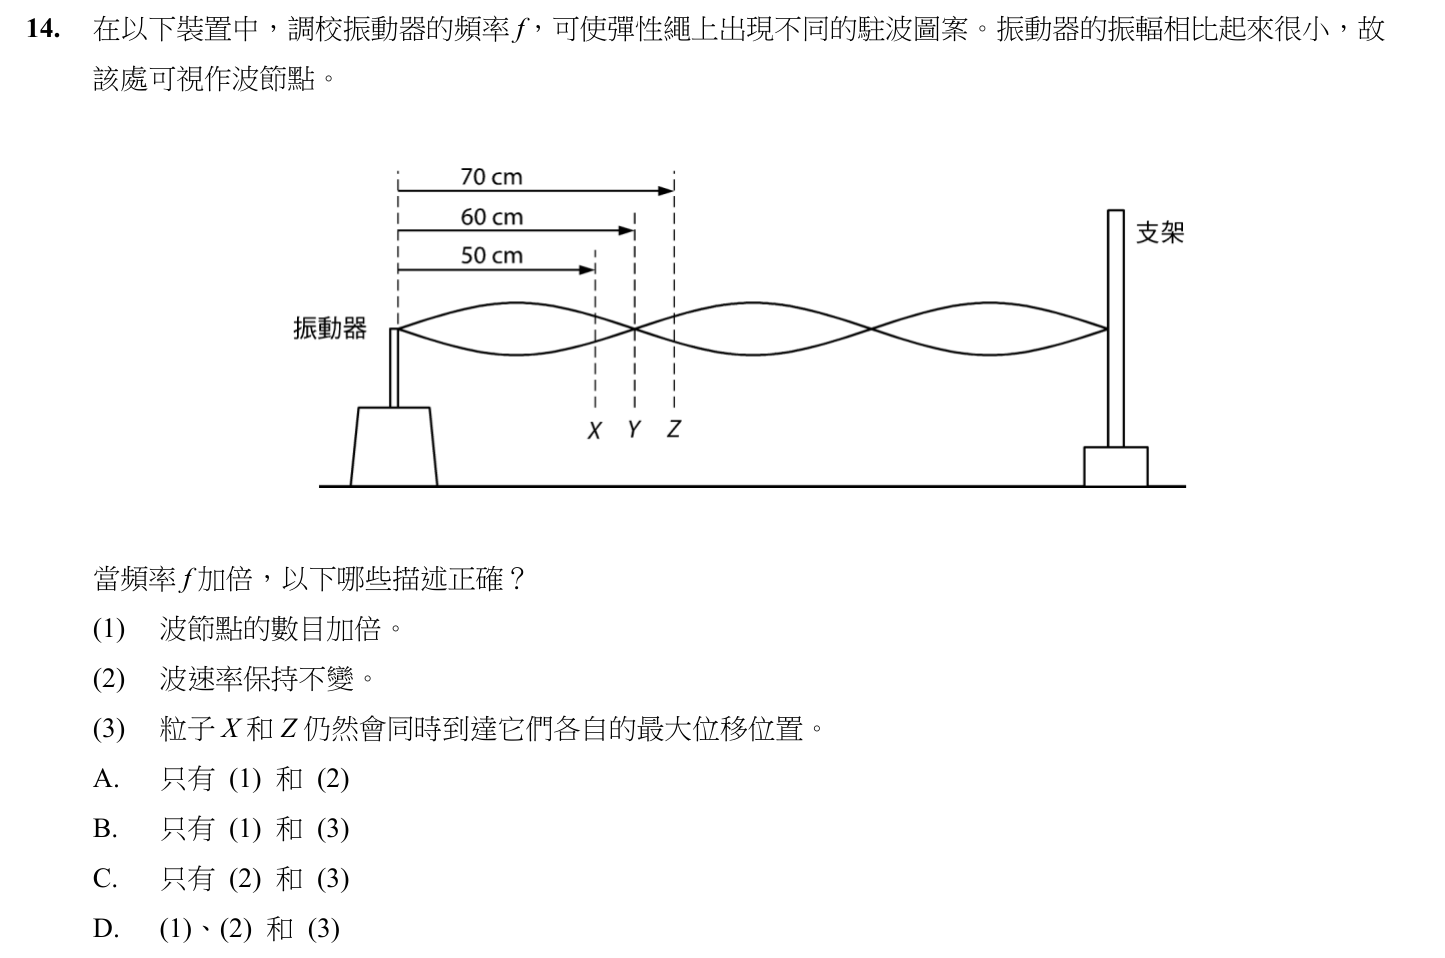 14. 在以下裝置中，調校振動器的頻率 f，可使彈性繩上出現不同的駐波圖案。振動器的振輻相比起來很小，故
該處可視作波節點。
70 cm
60 cm
50 cm
支架
振動器
X Y Z
當頻率 f 加倍，以下哪些描述正確？
(1) 波節點的數目加倍。
(2) 波速率保持不變。
(3) 粒子 X 和 Z 仍然會同時到達它們各自的最大位移位置。
A. 只有 (1) 和 (2)
B. 只有 (1) 和 (3)
C. 只有 (2) 和 (3)
D. (1)、(2) 和 (3)